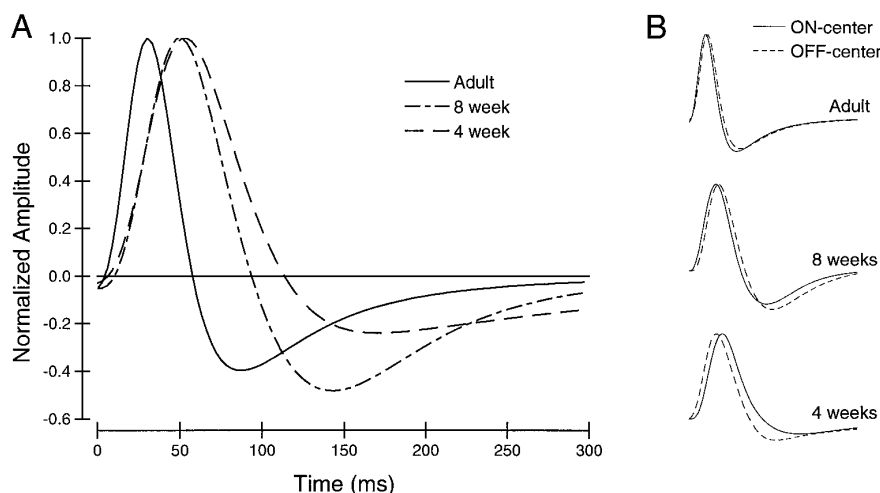 A
Normalized Amplitude
1.0
0.8
0.6
0.4
0.2
0.0
-0.2
-0.4
-0.6
Adult
8 week
4 week
0 50 100 150 200 250 300
Time (ms)
B
ON-center
OFF-center
Adult
8 weeks
4 weeks